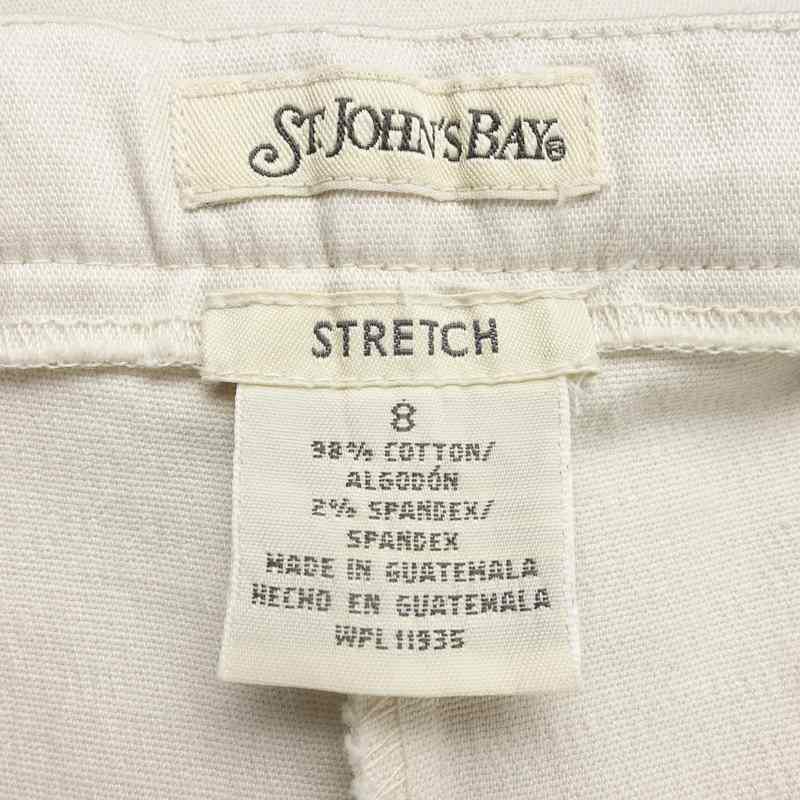 ST. JOHN'S BAY®
STRETCH
8
98% COTTON/
ALGODÓN
2% SPANDEX/
SPANDEX
MADE IN GUATEMALA
HECHO EN GUATEMALA
WPL 11935